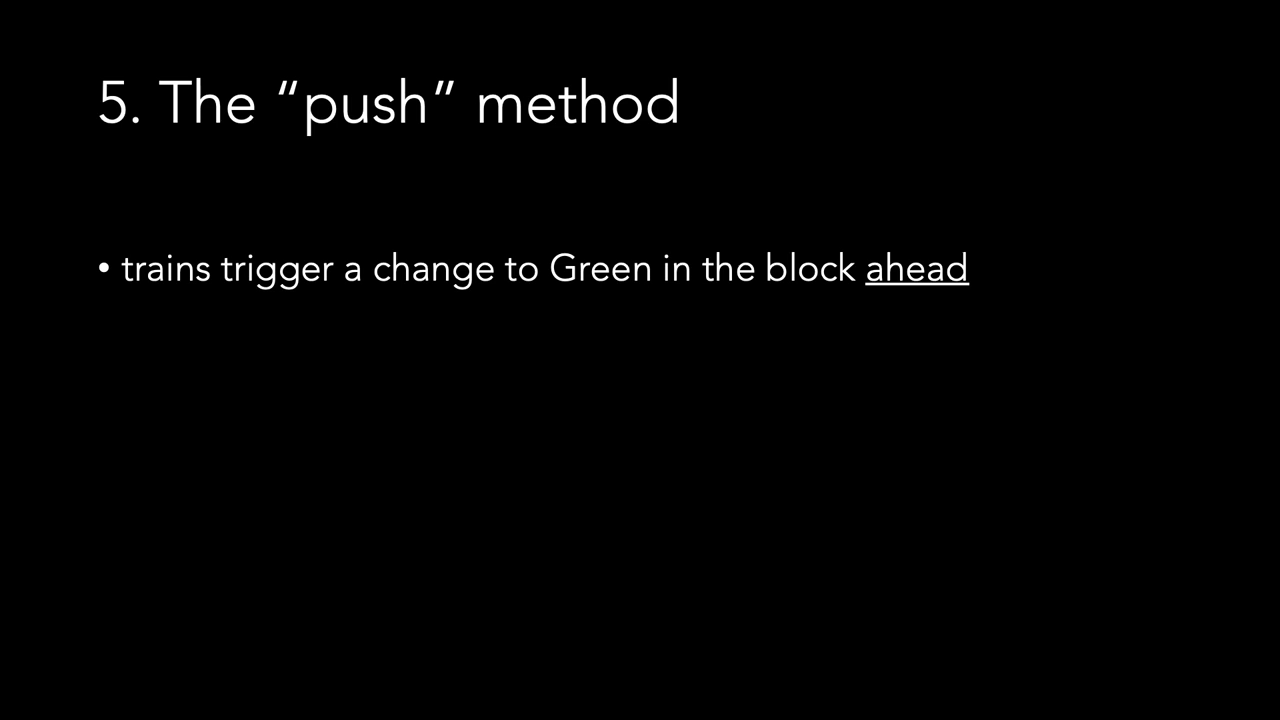 5. The “push” method
• trains trigger a change to Green in the block ahead